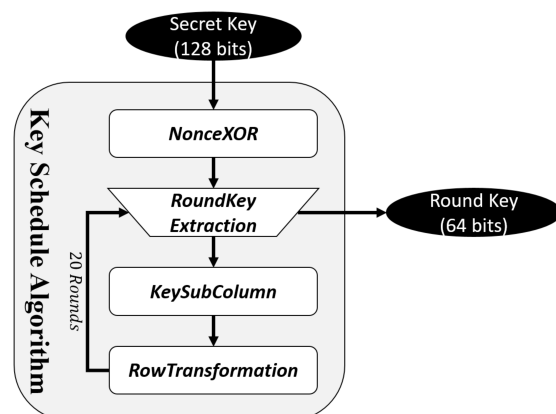 Secret Key
(128 bits)
Key Schedule Algorithm
NonceXOR
RoundKey
Extraction
Round Key
(64 bits)
20 Rounds
KeySubColumn
RowTransformation